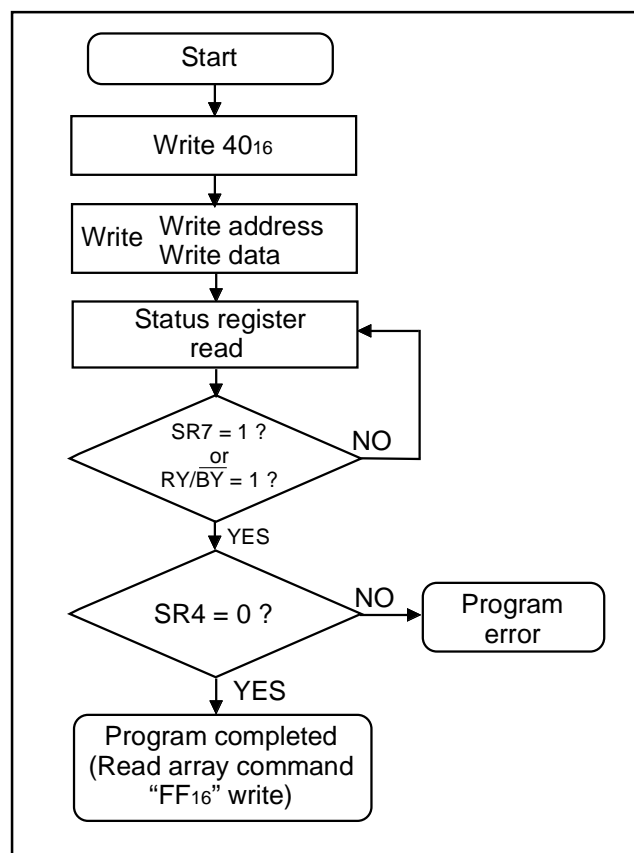 Start
Write 40₁₆
Write Write address
Write data
Status register
read
SR7 = 1 ?
or
RY/B̅Y̅ = 1 ?
NO
YES
SR4 = 0 ?
NO
Program
error
YES
Program completed
(Read array command
“FF₁₆” write)